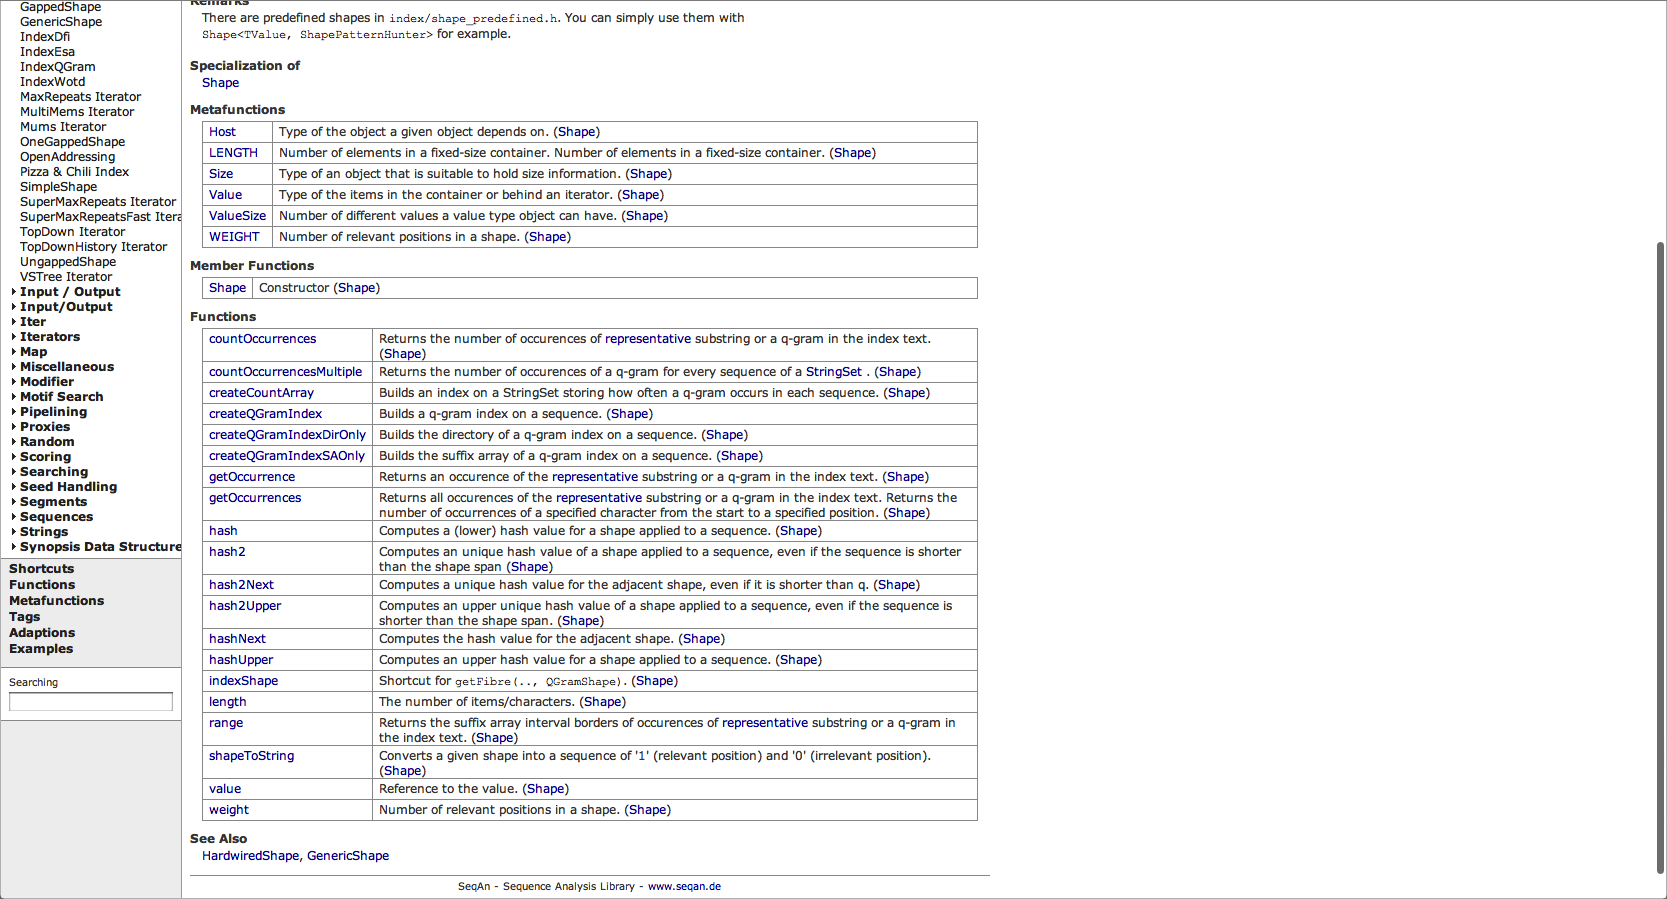 GappedShape
GenericShape
IndexDfi
IndexEsa
IndexQGram
IndexWotd
MaxRepeats Iterator
MultiMems Iterator
Mums Iterator
OneGappedShape
OpenAddressing
Pizza & Chili Index
SimpleShape
SuperMaxRepeats Iterator
SuperMaxRepeatsFast Itera
TopDown Iterator
TopDownHistory Iterator
UngappedShape
VSTree Iterator
Input / Output
Input/Output
Iter
Iterators
Map
Miscellaneous
Modifier
Motif Search
Pipelining
Proxies
Random
Scoring
Searching
Seed Handling
Segments
Sequences
Strings
Synopsis Data Structure
Shortcuts
Functions
Metafunctions
Tags
Adaptions
Examples
Searching
Remarks
There are predefined shapes in index/shape_predefined.h. You can simply use them with
Shape<TValue, ShapePatternHunter> for example.
Specialization of
Shape
Metafunctions
Host Type of the object a given object depends on. (Shape)
LENGTH Number of elements in a fixed-size container. Number of elements in a fixed-size container. (Shape)
Size Type of an object that is suitable to hold size information. (Shape)
Value Type of the items in the container or behind an iterator. (Shape)
ValueSize Number of different values a value type object can have. (Shape)
WEIGHT Number of relevant positions in a shape. (Shape)
Member Functions
Shape Constructor (Shape)
Functions
countOccurrences Returns the number of occurences of representative substring or a q-gram in the index text.
(Shape)
countOccurrencesMultiple Returns the number of occurences of a q-gram for every sequence of a StringSet . (Shape)
createCountArray Builds an index on a StringSet storing how often a q-gram occurs in each sequence. (Shape)
createQGramIndex Builds a q-gram index on a sequence. (Shape)
createQGramIndexDirOnly Builds the directory of a q-gram index on a sequence. (Shape)
createQGramIndexSAOnly Builds the suffix array of a q-gram index on a sequence. (Shape)
getOccurrence Returns an occurence of the representative substring or a q-gram in the index text. (Shape)
getOccurrences Returns all occurences of the representative substring or a q-gram in the index text. Returns the
number of occurrences of a specified character from the start to a specified position. (Shape)
hash Computes a (lower) hash value for a shape applied to a sequence. (Shape)
hash2 Computes an unique hash value of a shape applied to a sequence, even if the sequence is shorter
than the shape span (Shape)
hash2Next Computes a unique hash value for the adjacent shape, even if it is shorter than q. (Shape)
hash2Upper Computes an upper unique hash value of a shape applied to a sequence, even if the sequence is
shorter than the shape span. (Shape)
hashNext Computes the hash value for the adjacent shape. (Shape)
hashUpper Computes an upper hash value for a shape applied to a sequence. (Shape)
indexShape Shortcut for getFibre(.., QGramShape). (Shape)
length The number of items/characters. (Shape)
range Returns the suffix array interval borders of occurences of representative substring or a q-gram in
the index text. (Shape)
shapeToString Converts a given shape into a sequence of '1' (relevant position) and '0' (irrelevant position).
(Shape)
value Reference to the value. (Shape)
weight Number of relevant positions in a shape. (Shape)
See Also
HardwiredShape, GenericShape
SeqAn - Sequence Analysis Library - www.seqan.de